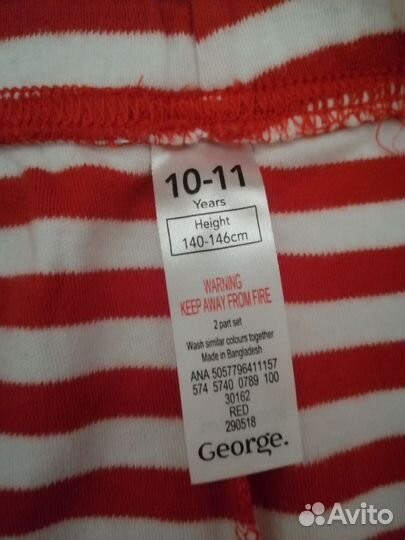 10-11
Years
Height
140-146cm
WARNING
KEEP AWAY FROM FIRE
2 part set
Wash similar colours together
Made in Bangladesh
ANA 5057796411157
574 5740 0789 100
30162
RED
290518
George.
Avito